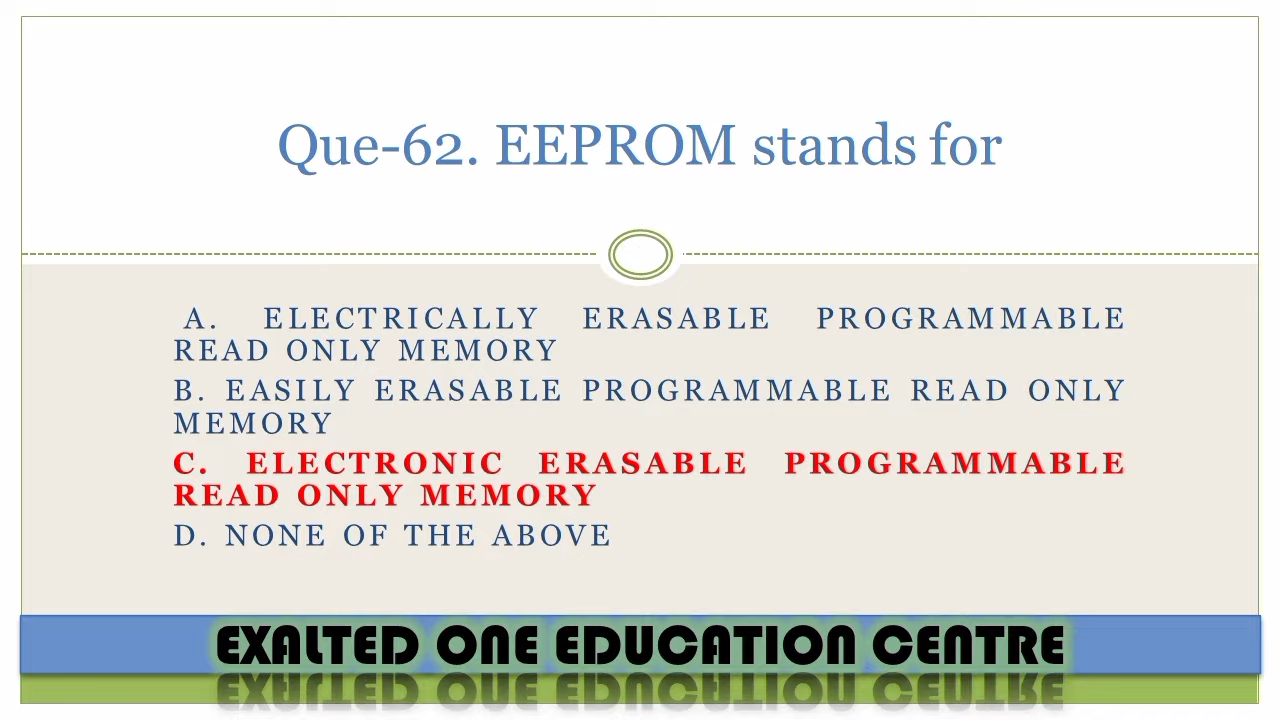 Que-62. EEPROM stands for
A. ELECTRICALLY ERASABLE PROGRAMMABLE
READ ONLY MEMORY
B. EASILY ERASABLE PROGRAMMABLE READ ONLY
MEMORY
C. ELECTRONIC ERASABLE PROGRAMMABLE
READ ONLY MEMORY
D. NONE OF THE ABOVE
EXALTED ONE EDUCATION CENTRE